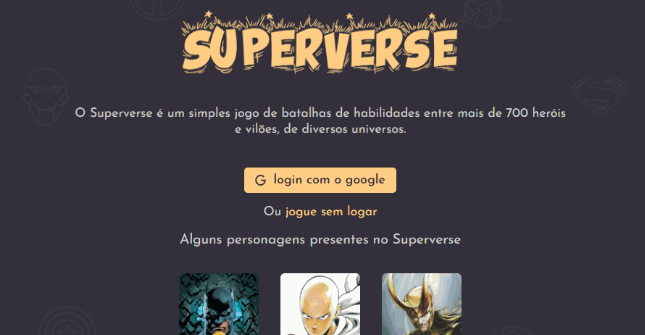 SUPERVERSE
O Superverse é um simples jogo de batalhas de habilidades entre mais de 700 heróis
e vilões, de diversos universos.
login com o google
Ou jogue sem logar
Alguns personagens presentes no Superverse